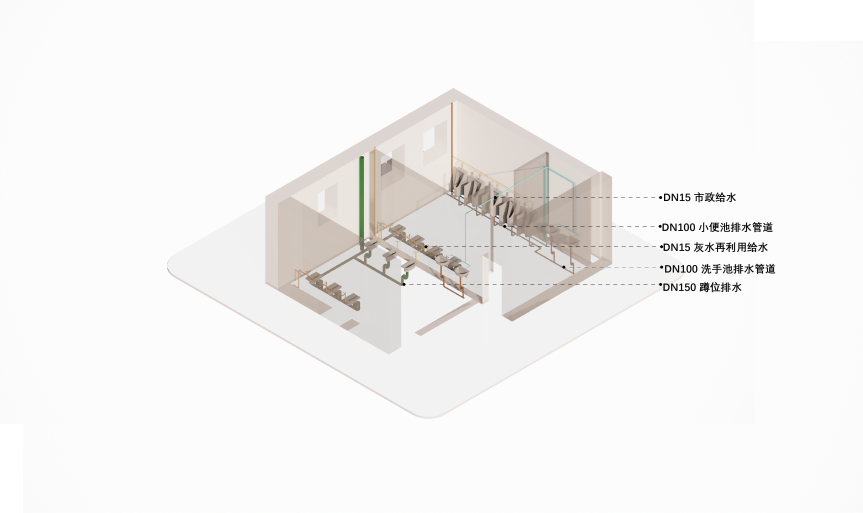 DN15 市政给水
DN100 小便池排水管道
DN15 灰水再利用给水
DN100 洗手池排水管道
DN150 蹲位排水